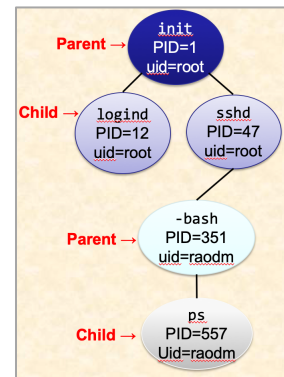 init
Parent →
PID=1
uid=root
Child →
logind
PID=12
uid=root
sshd
PID=47
uid=root
-bash
Parent →
PID=351
uid=raodm
ps
Child →
PID=557
Uid=raodm